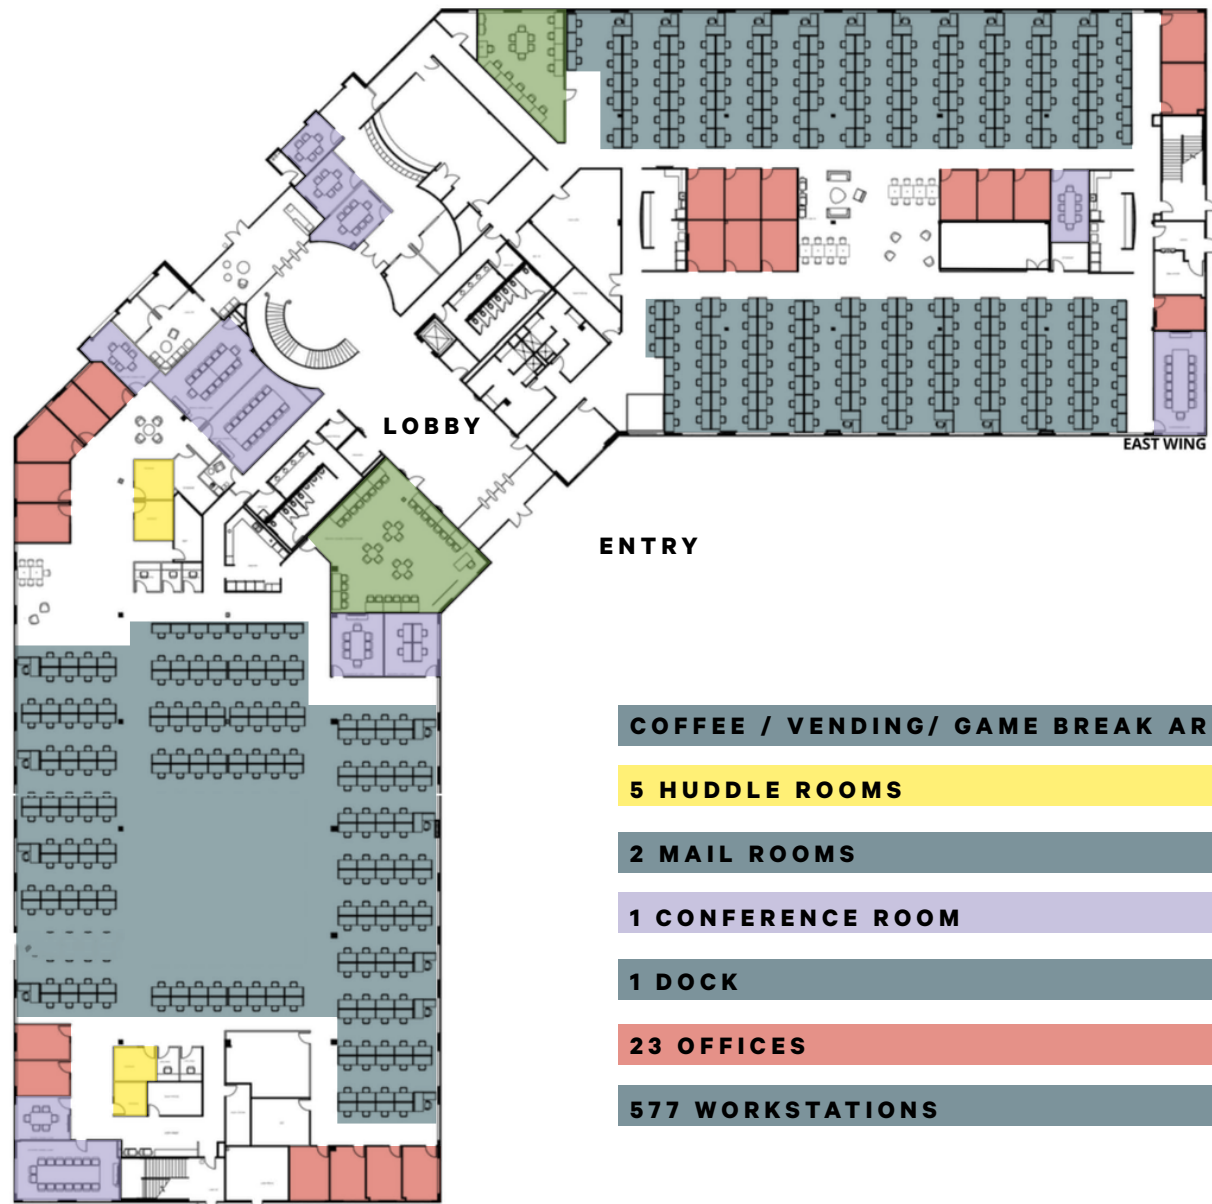 LOBBY
EAST WING
ENTRY
COFFEE / VENDING/ GAME BREAK AR
5 HUDDLE ROOMS
2 MAIL ROOMS
1 CONFERENCE ROOM
1 DOCK
23 OFFICES
577 WORKSTATIONS